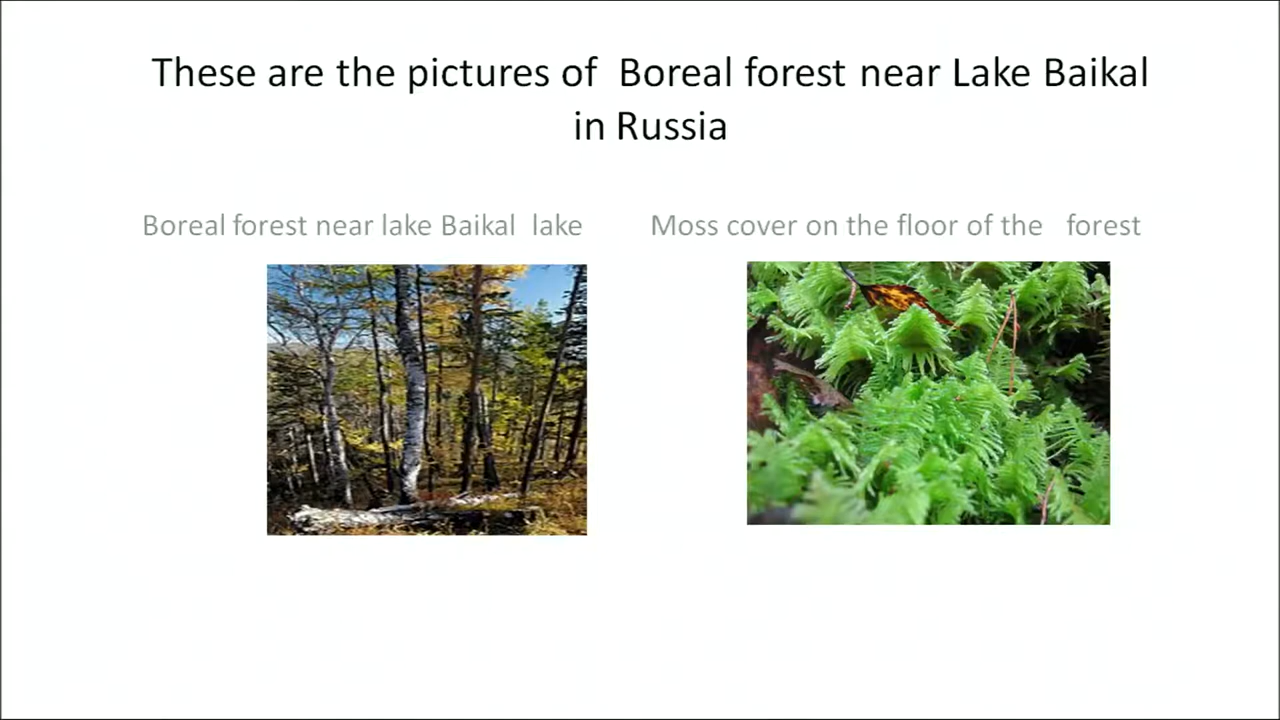 These are the pictures of  Boreal forest near Lake Baikal
in Russia
Boreal forest near lake Baikal  lake
Moss cover on the floor of the   forest